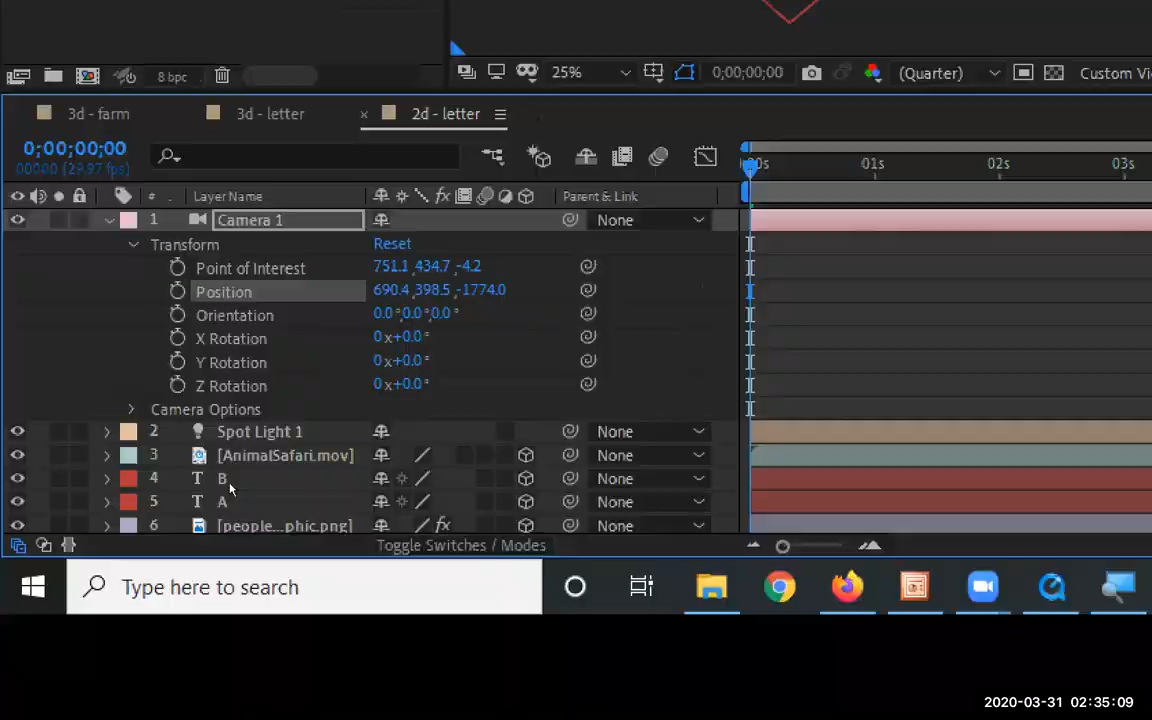 8 bpc 25% 0;00;00;00 (Quarter) Custom Vi
3d - farm 3d - letter × 2d - letter
0;00;00;00
00000 (29.97 fps)
:00s 01s 02s 03s
# . Layer Name fx Parent & Link
1 Camera 1 None
Transform Reset
Point of Interest 751.1,434.7,-4.2
Position 690.4,398.5,-1774.0
Orientation 0.0°,0.0°,0.0°
X Rotation 0x+0.0°
Y Rotation 0x+0.0°
Z Rotation 0x+0.0°
Camera Options
2 Spot Light 1 None
3 [AnimalSafari.mov] None
4 T B None
5 T A None
6 [people...phic.png] fx None
Toggle Switches / Modes
Type here to search
2020-03-31 02:35:09